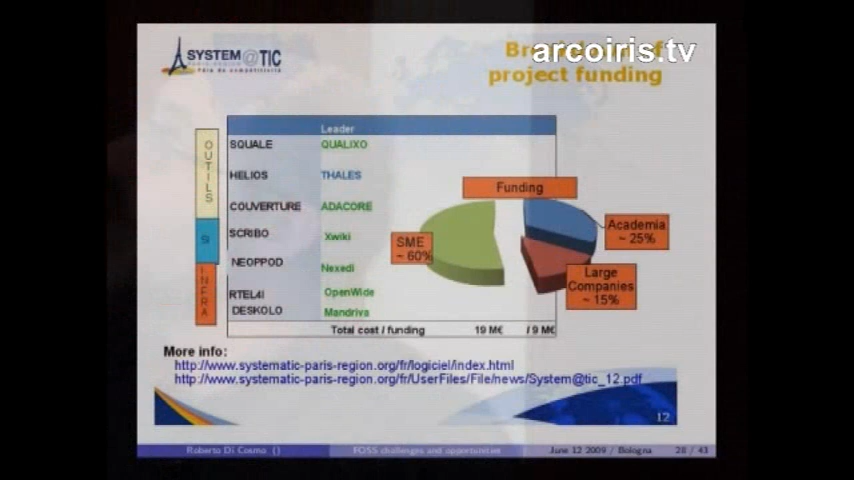 SYSTEM@TIC
Pôle de compétitivité
arcoiris.tv
project funding
Leader
OUTILS
SQUALE QUALIXO
HELIOS THALES
COUVERTURE ADACORE
SI
SCRIBO Xwiki
NEOPPOD Nexedi
INFRA
RTEL4I OpenWide
DESKOLO Mandriva
Total cost / funding 19 M€ / 9 M€
Funding
Academia
~ 25%
SME
~ 60%
Large
Companies
~ 15%
More info:
http://www.systematic-paris-region.org/fr/logiciel/index.html
http://www.systematic-paris-region.org/fr/UserFiles/File/news/System@tic_12.pdf
12
Roberto Di Cosmo () FOSS challenges and opportunities June 12 2009 / Bologna 28 / 43